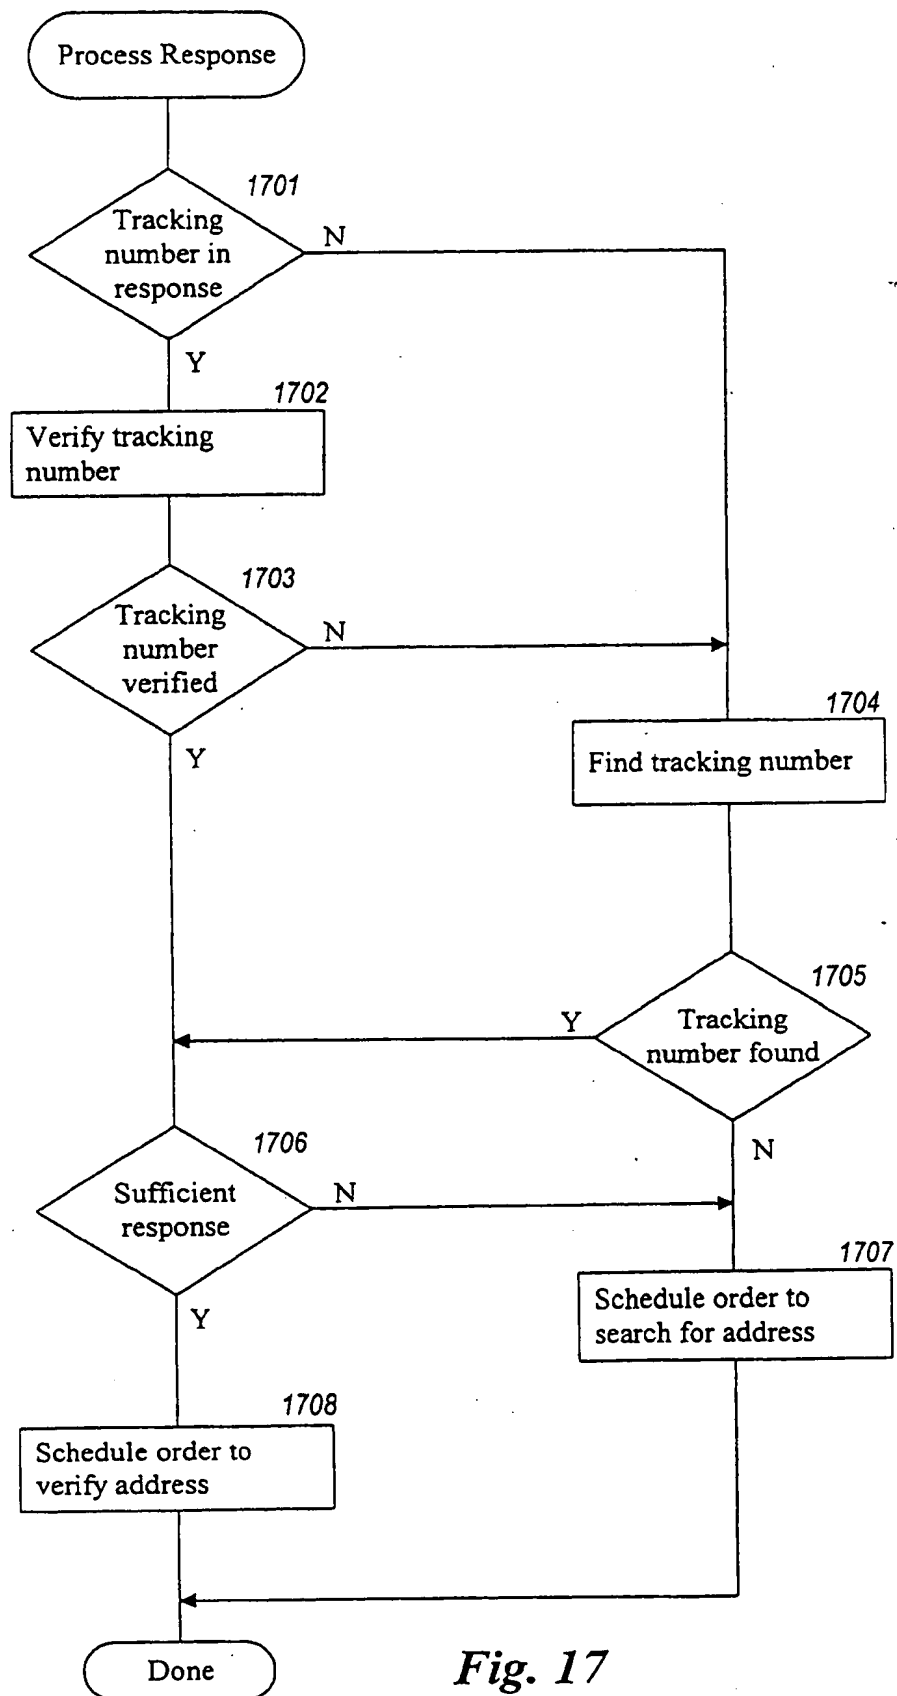 Process Response
1701
Tracking
number in
response
N
Y
1702
Verify tracking
number
1703
Tracking
number
verified
N
Y
1704
Find tracking number
1705
Tracking
number found
Y
N
1706
Sufficient
response
N
Y
1707
Schedule order to
search for address
1708
Schedule order to
verify address
Done
Fig. 17